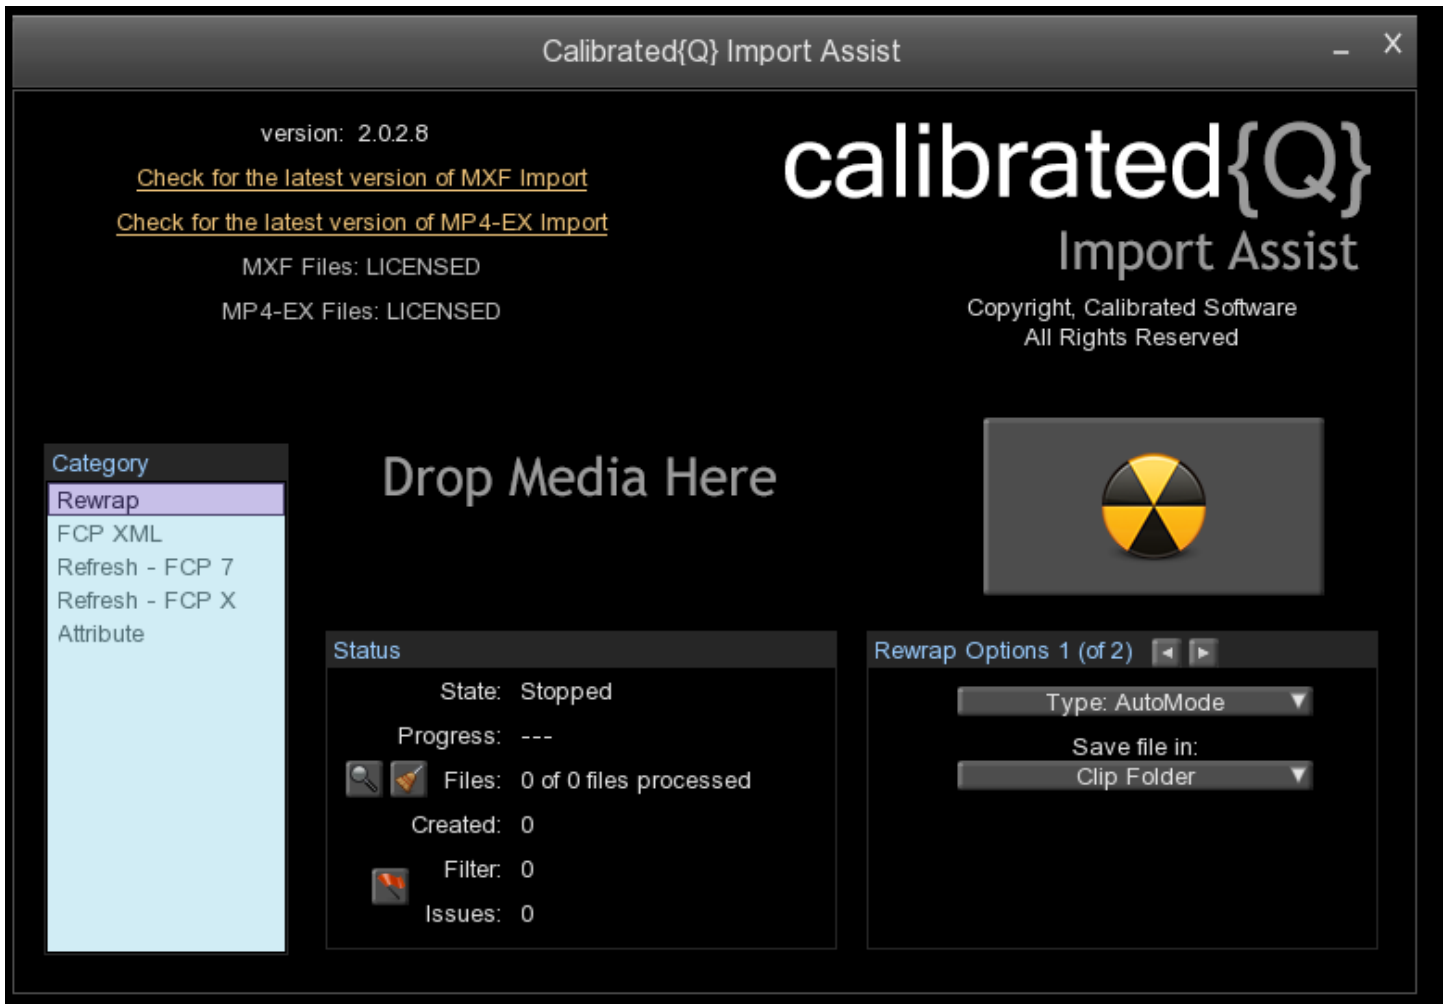 Calibrated{Q} Import Assist
version: 2.0.2.8
Check for the latest version of MXF Import
Check for the latest version of MP4-EX Import
MXF Files: LICENSED
MP4-EX Files: LICENSED
calibrated{Q}
Import Assist
Copyright, Calibrated Software
All Rights Reserved
Category
Rewrap
FCP XML
Refresh - FCP 7
Refresh - FCP X
Attribute
Drop Media Here
Status
State: Stopped
Progress: ---
Files: 0 of 0 files processed
Created: 0
Filter: 0
Issues: 0
Rewrap Options 1 (of 2)
Type: AutoMode
Save file in:
Clip Folder